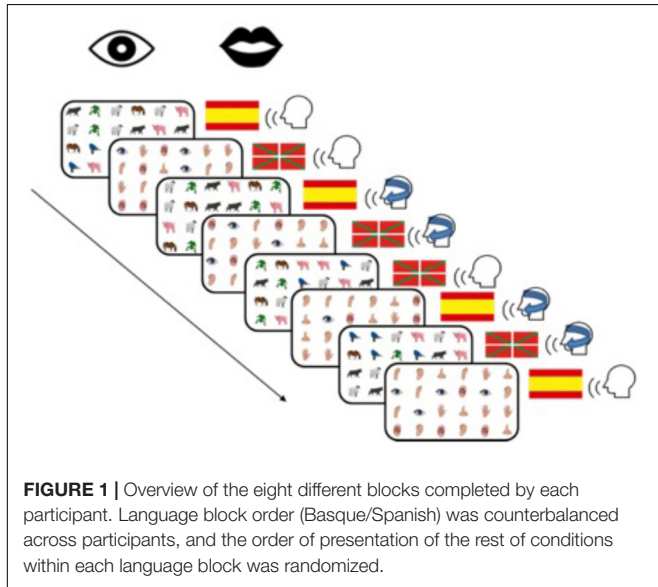 FIGURE 1 | Overview of the eight different blocks completed by each
participant. Language block order (Basque/Spanish) was counterbalanced
across participants, and the order of presentation of the rest of conditions
within each language block was randomized.